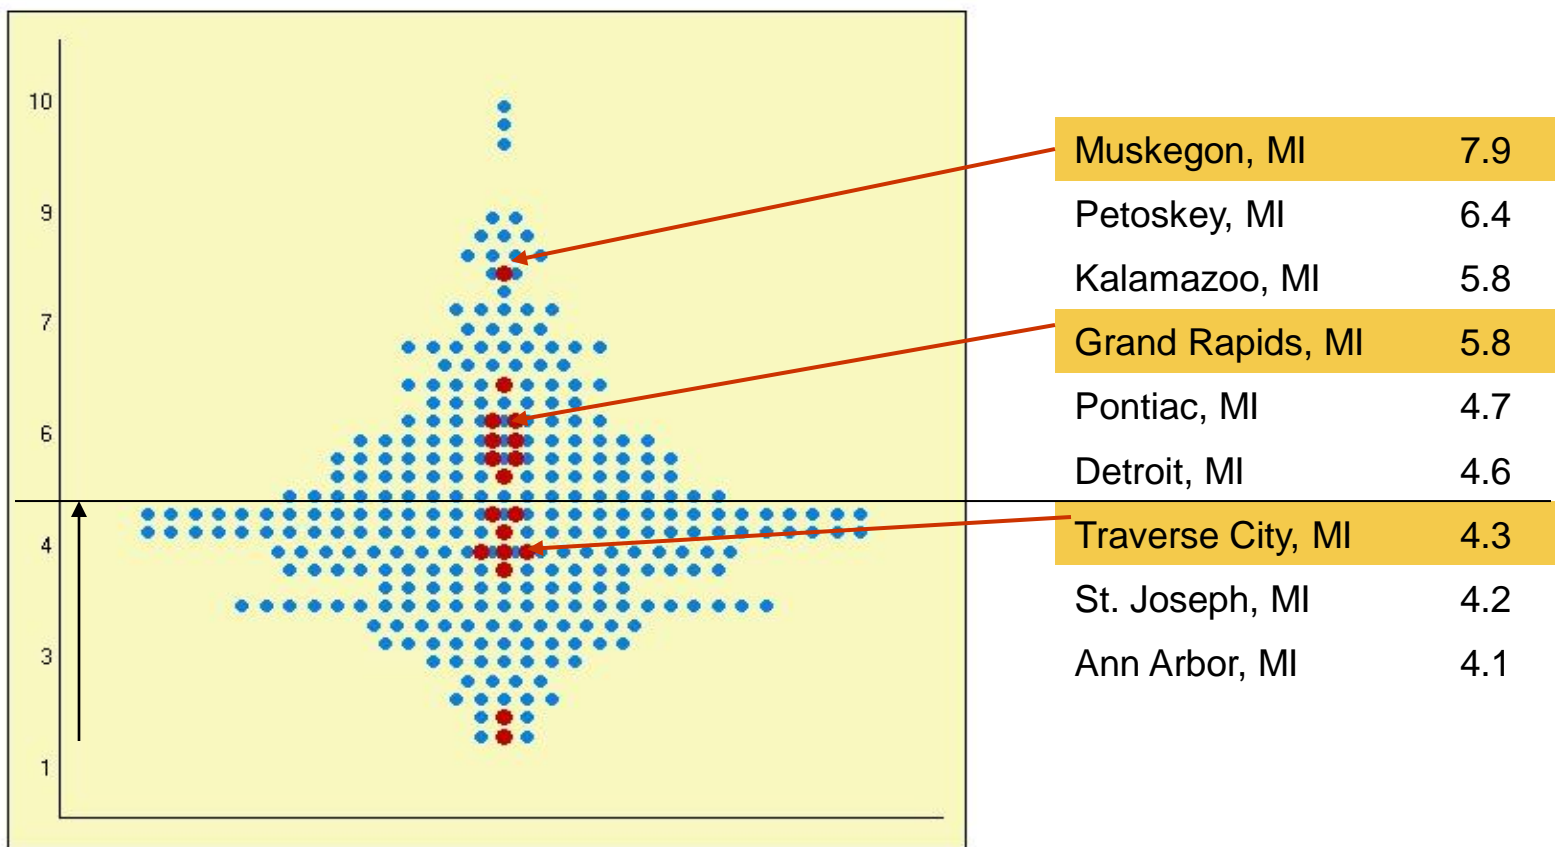 10
9
7
6
4
3
1
Muskegon, MI 7.9
Petoskey, MI 6.4
Kalamazoo, MI 5.8
Grand Rapids, MI 5.8
Pontiac, MI 4.7
Detroit, MI 4.6
Traverse City, MI 4.3
St. Joseph, MI 4.2
Ann Arbor, MI 4.1